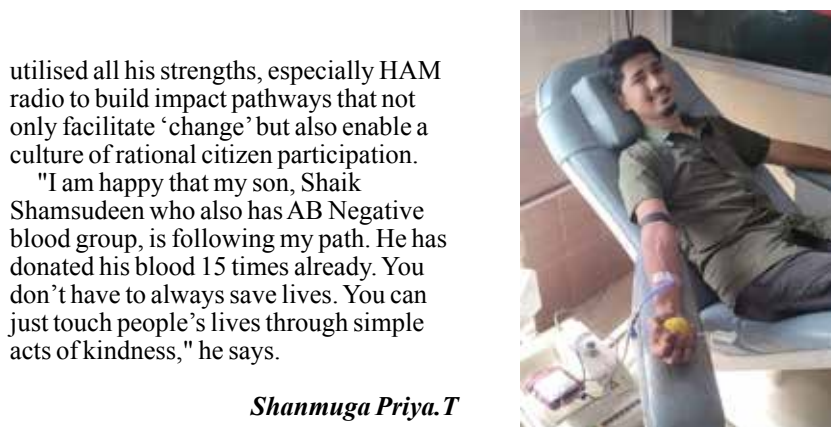 utilised all his strengths, especially HAM
radio to build impact pathways that not
only facilitate ‘change’ but also enable a
culture of rational citizen participation.
"I am happy that my son, Shaik
Shamsudeen who also has AB Negative
blood group, is following my path. He has
donated his blood 15 times already. You
don’t have to always save lives. You can
just touch people’s lives through simple
acts of kindness," he says.
Shanmuga Priya.T